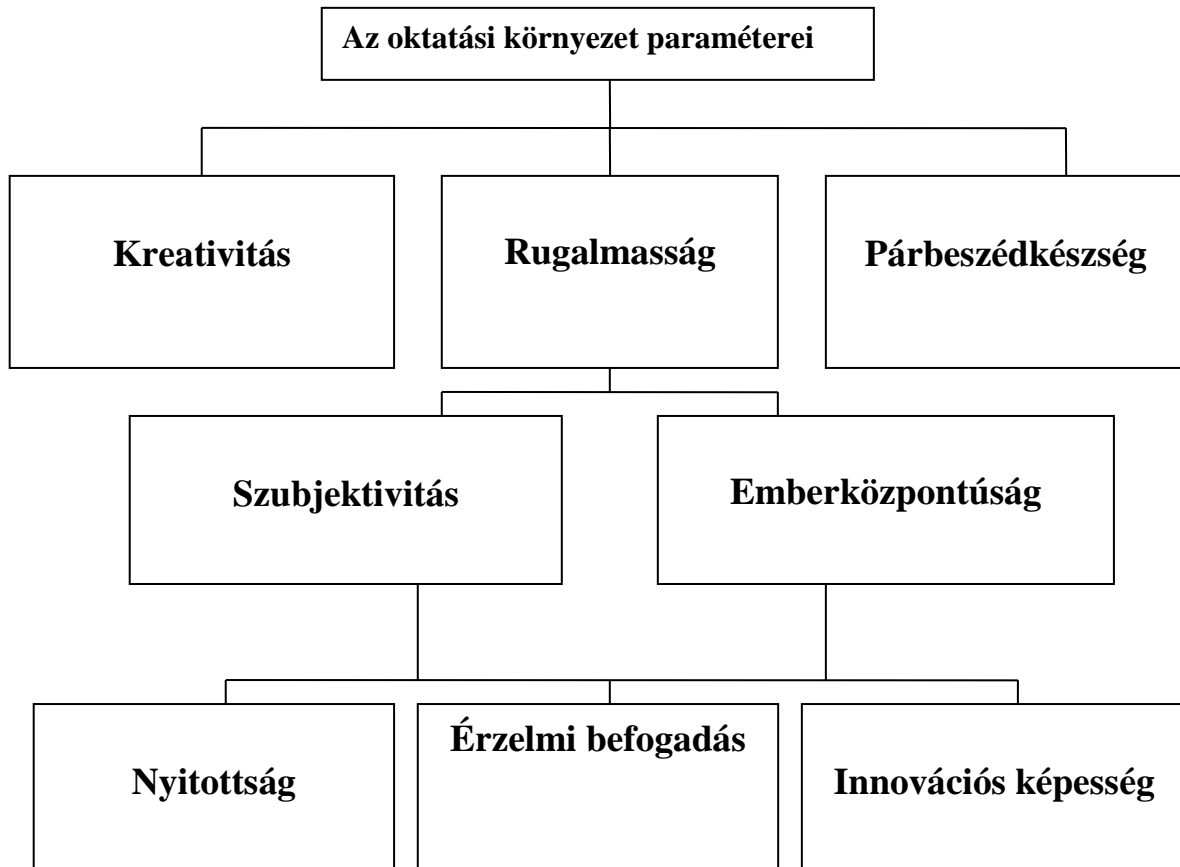 Az oktatási környezet paraméterei
Kreativitás
Rugalmasság
Párbeszédkészség
Szubjektivitás
Emberközpontúság
Nyitottság
Érzelmi befogadás
Innovációs képesség